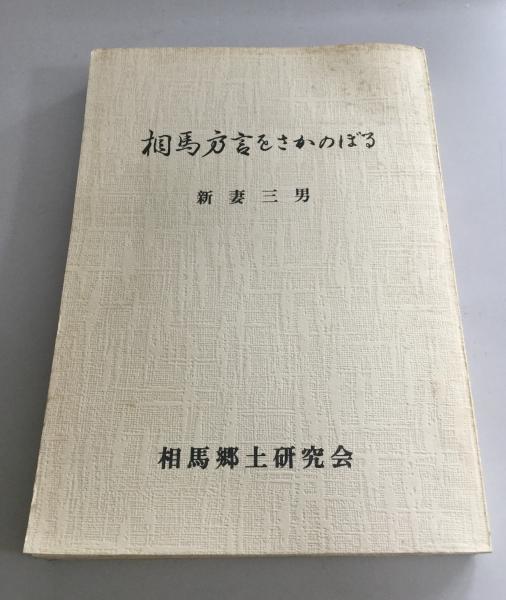 相馬方言をさかのぼる
新妻三男
相馬郷土研究会